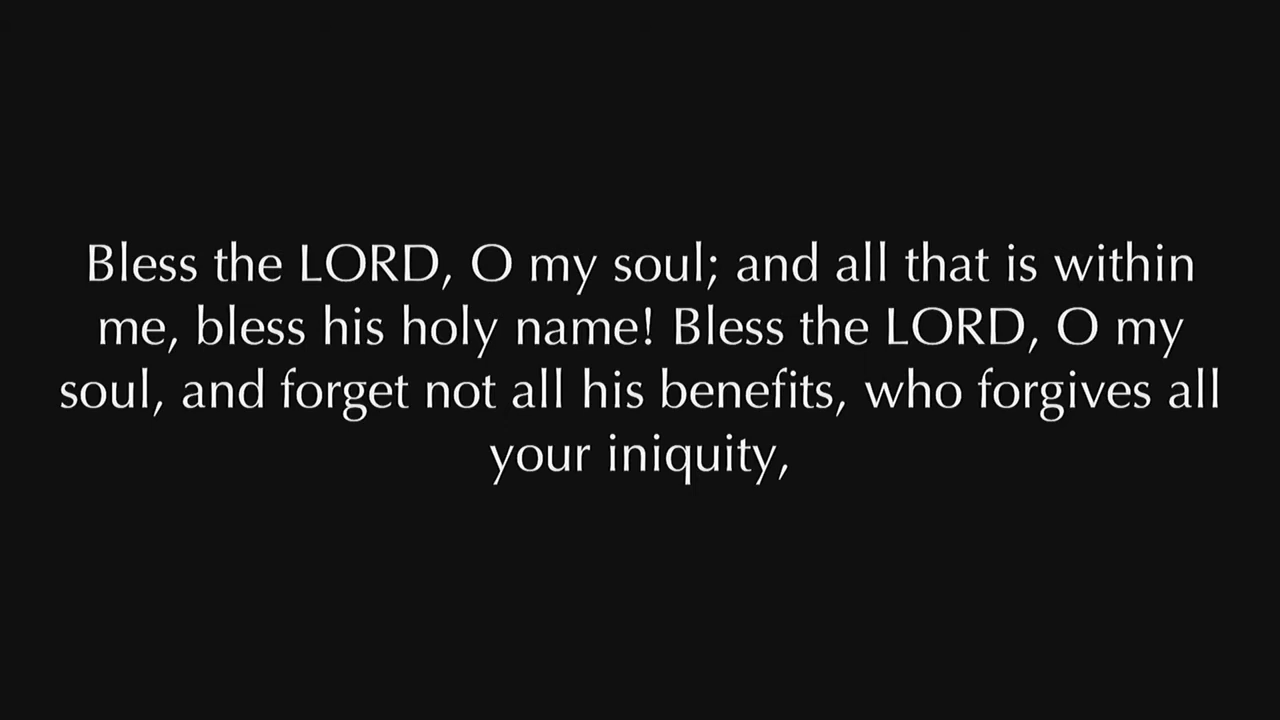 Bless the LORD, O my soul; and all that is within
me, bless his holy name! Bless the LORD, O my
soul, and forget not all his benefits, who forgives all
your iniquity,